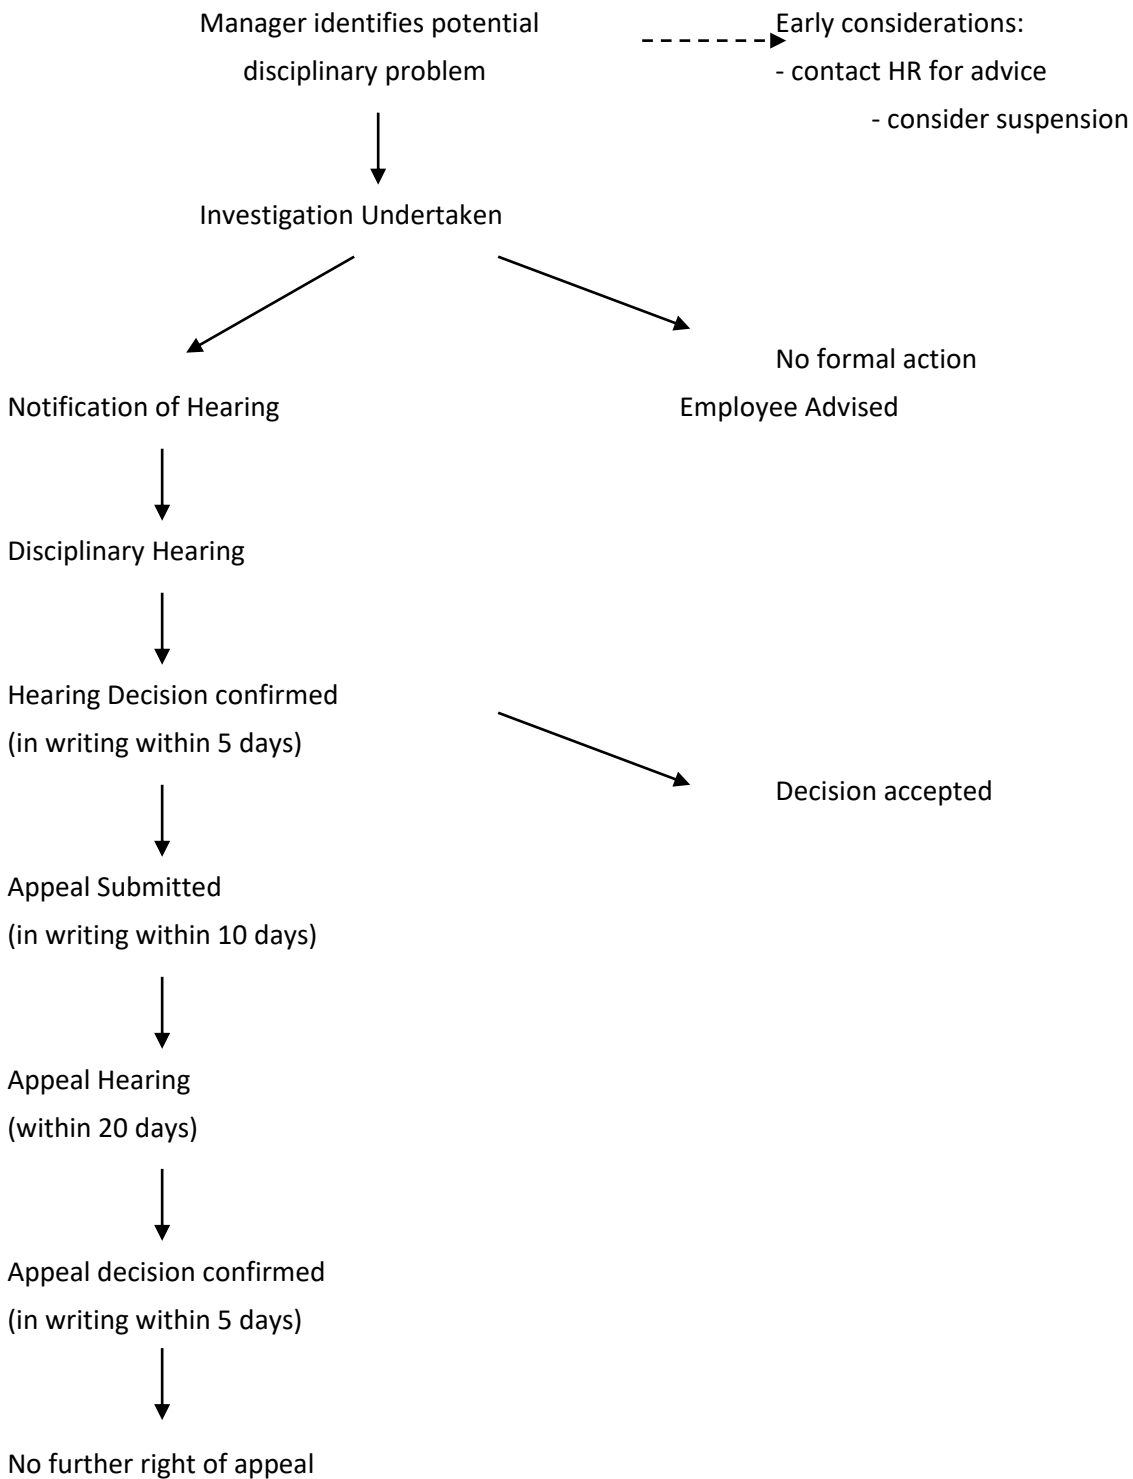 Manager identifies potential
disciplinary problem
Early considerations:
- contact HR for advice
- consider suspension
Investigation Undertaken
No formal action
Notification of Hearing
Employee Advised
Disciplinary Hearing
Hearing Decision confirmed
(in writing within 5 days)
Decision accepted
Appeal Submitted
(in writing within 10 days)
Appeal Hearing
(within 20 days)
Appeal decision confirmed
(in writing within 5 days)
No further right of appeal